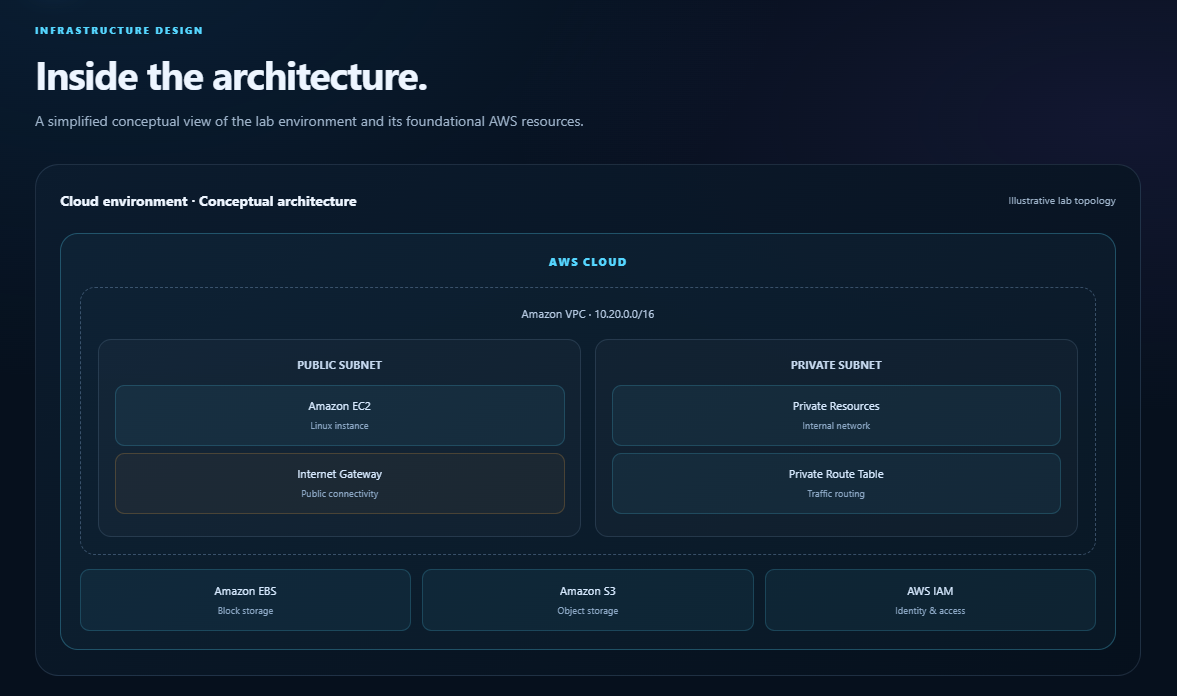 INFRASTRUCTURE DESIGN
Inside the architecture.
A simplified conceptual view of the lab environment and its foundational AWS resources.
Cloud environment · Conceptual architecture
Illustrative lab topology
AWS CLOUD
Amazon VPC · 10.20.0.0/16
PUBLIC SUBNET
Amazon EC2
Linux instance
Internet Gateway
Public connectivity
PRIVATE SUBNET
Private Resources
Internal network
Private Route Table
Traffic routing
Amazon EBS
Block storage
Amazon S3
Object storage
AWS IAM
Identity & access